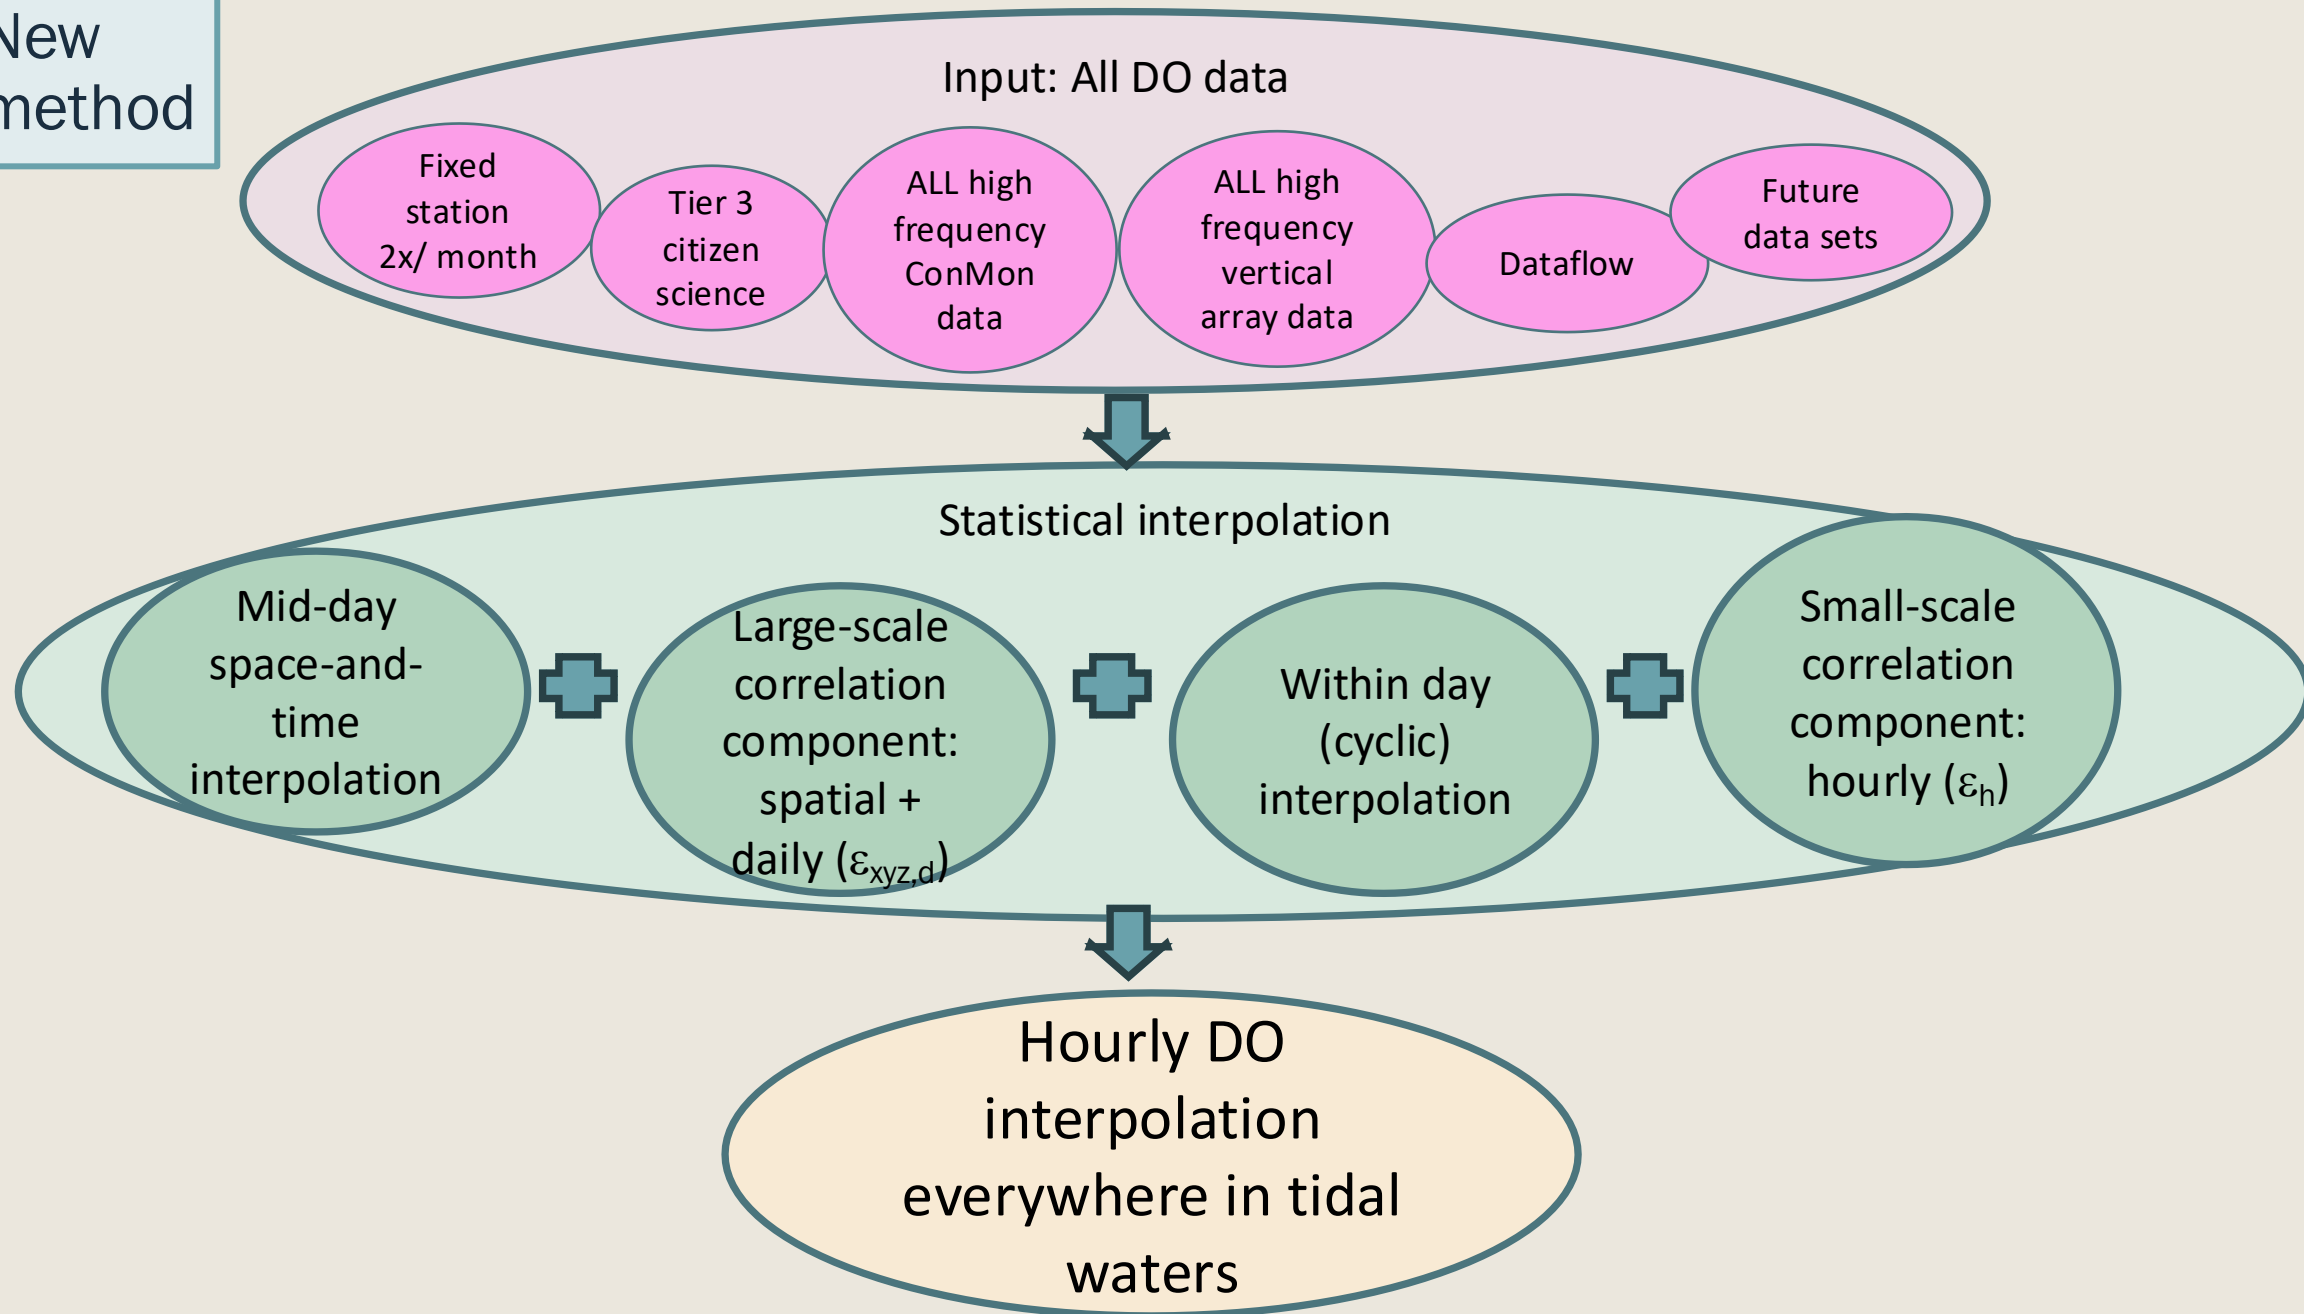 New
method
Input: All DO data
Fixed
station
2x/ month
Tier 3
citizen
science
ALL high
frequency
ConMon
data
ALL high
frequency
vertical
array data
Dataflow
Future
data sets
Statistical interpolation
Mid-day
space-and-
time
interpolation
Large-scale
correlation
component:
spatial +
daily (εxyz,d)
Within day
(cyclic)
interpolation
Small-scale
correlation
component:
hourly (εh)
Hourly DO
interpolation
everywhere in tidal
waters